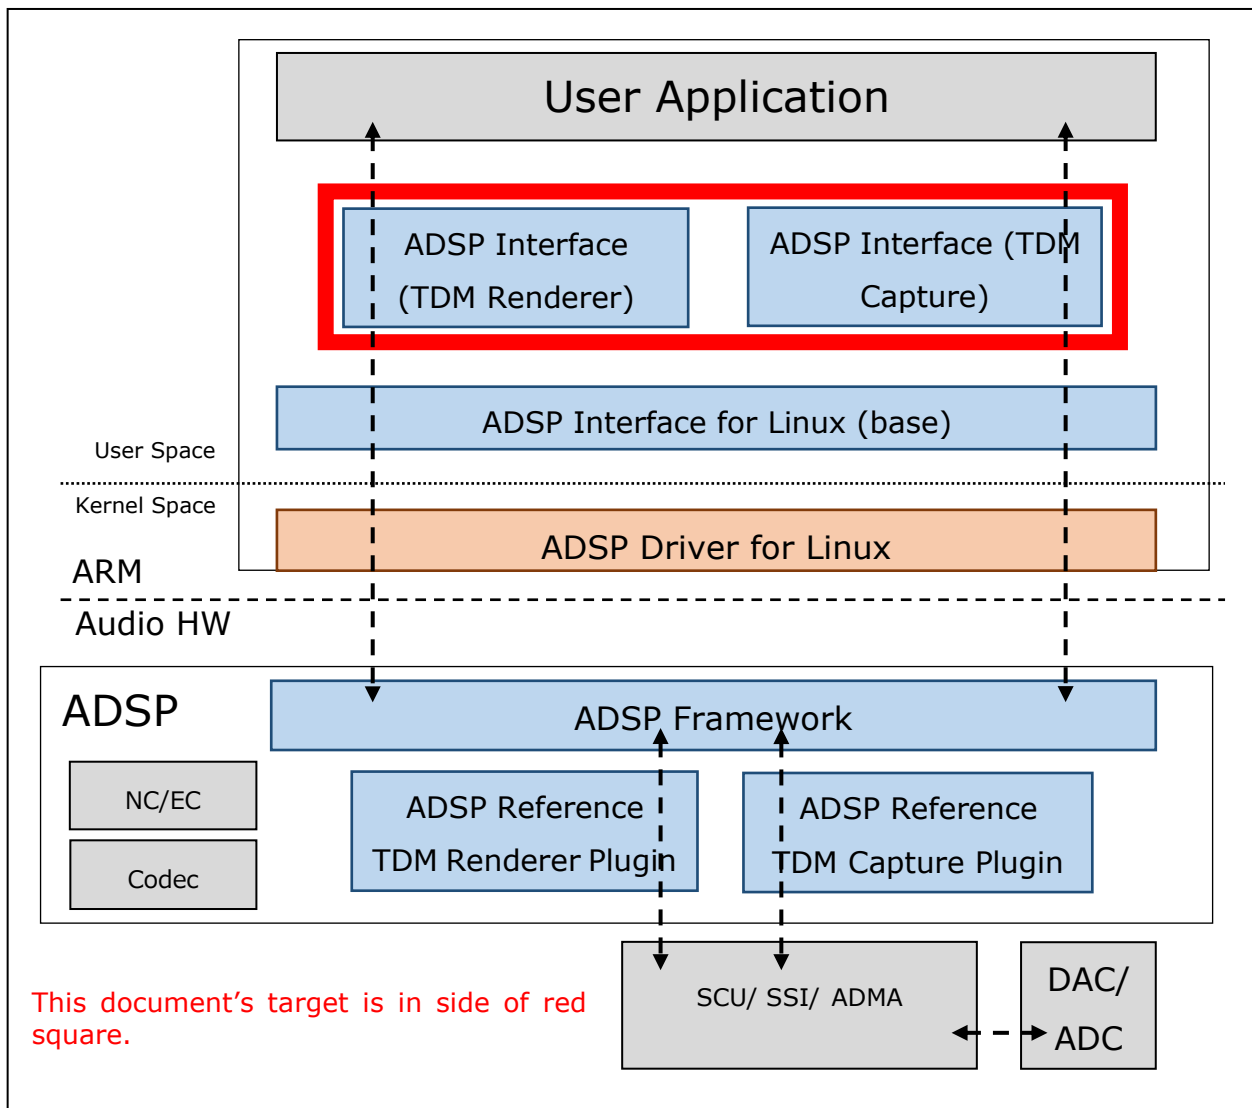 User Application
ADSP Interface
(TDM Renderer)
ADSP Interface (TDM
Capture)
ADSP Interface for Linux (base)
User Space
Kernel Space
ADSP Driver for Linux
ARM
Audio HW
ADSP
ADSP Framework
NC/EC
Codec
ADSP Reference
TDM Renderer Plugin
ADSP Reference
TDM Capture Plugin
SCU/ SSI/ ADMA
DAC/
ADC
This document’s target is in side of red
square.